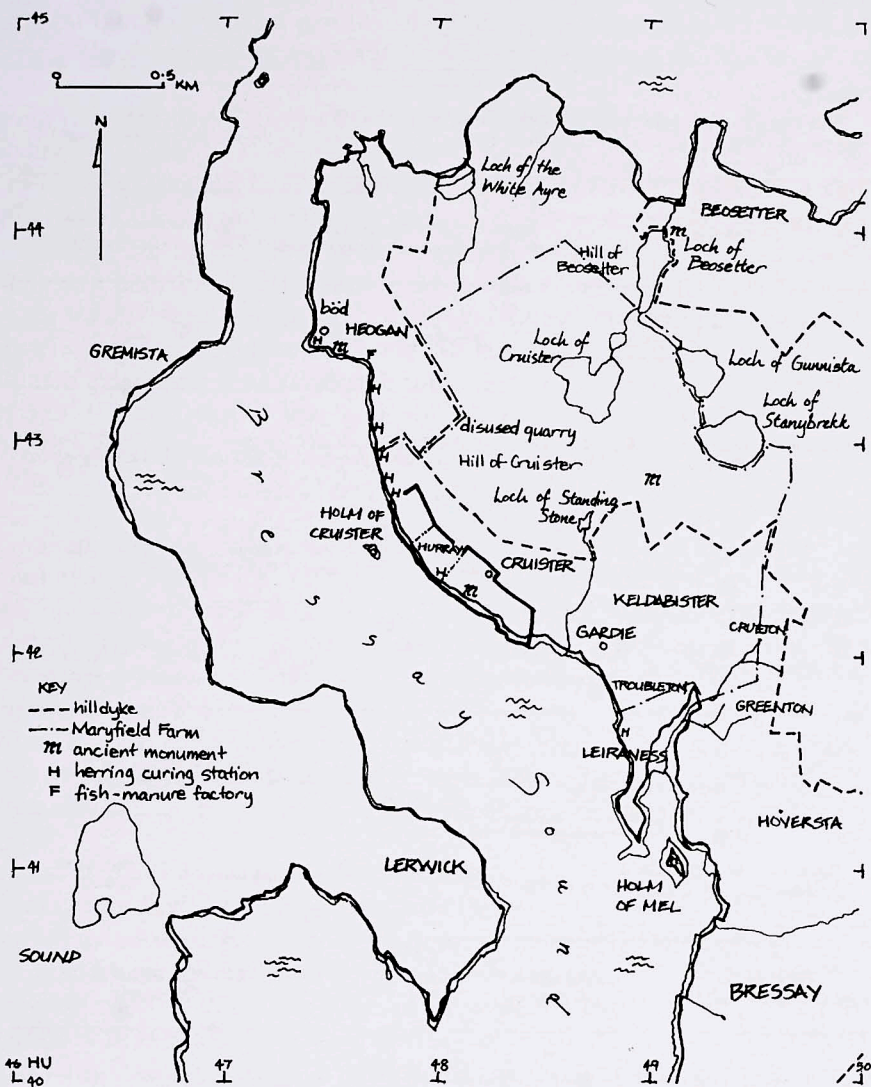 45
0 0.5 KM
N
Loch of the
White Ayre
BEOSETTER
m
44
Loch of
Beosetter
Hill of
Beosetter
böd
HEOGAN
H m
F
GREMISTA
Loch of
Cruister
Loch of Gunnista
Loch of
Stanybrekk
H
H
43
disused quarry
H
Hill of Cruister
m
H
H
Loch of Standing
Stone
HOLM OF
CRUISTER
HURRAY
CRUISTER
H
m
KELDABISTER
GARDIE
CRUETON
42
TROUBLETON
GREENTON
H
LEIRANESS
Bressay Sound
KEY
hilldyke
Maryfield Farm
m ancient monument
H herring curing station
F fish-manure factory
HOVERSTA
41
LERWICK
HOLM
OF MEL
SOUND
BRESSAY
46 HU
40
47
48
49
50